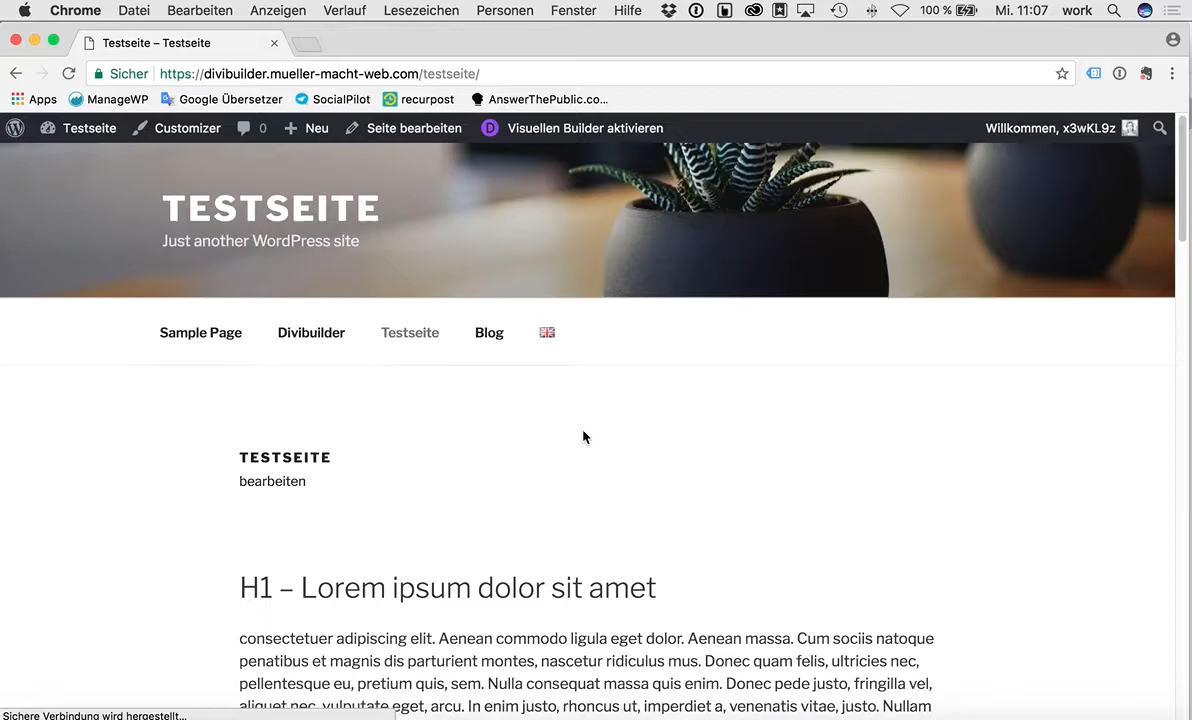 Chrome Datei Bearbeiten Anzeigen Verlauf Lesezeichen Personen Fenster Hilfe 100 % Mi. 11:07 work
Testseite – Testseite
Sicher https://divibuilder.mueller-macht-web.com/testseite/
Apps ManageWP Google Übersetzer SocialPilot recurpost AnswerThePublic.co...
Testseite Customizer 0 Neu Seite bearbeiten D Visuellen Builder aktivieren Willkommen, x3wKL9z
TESTSEITE
Just another WordPress site
Sample Page Divibuilder Testseite Blog
TESTSEITE
bearbeiten
H1 – Lorem ipsum dolor sit amet
consectetuer adipiscing elit. Aenean commodo ligula eget dolor. Aenean massa. Cum sociis natoque
penatibus et magnis dis parturient montes, nascetur ridiculus mus. Donec quam felis, ultricies nec,
pellentesque eu, pretium quis, sem. Nulla consequat massa quis enim. Donec pede justo, fringilla vel,
aliquet nec, vulputate eget, arcu. In enim justo, rhoncus ut, imperdiet a, venenatis vitae, justo. Nullam
Sichere Verbindung wird hergestellt...